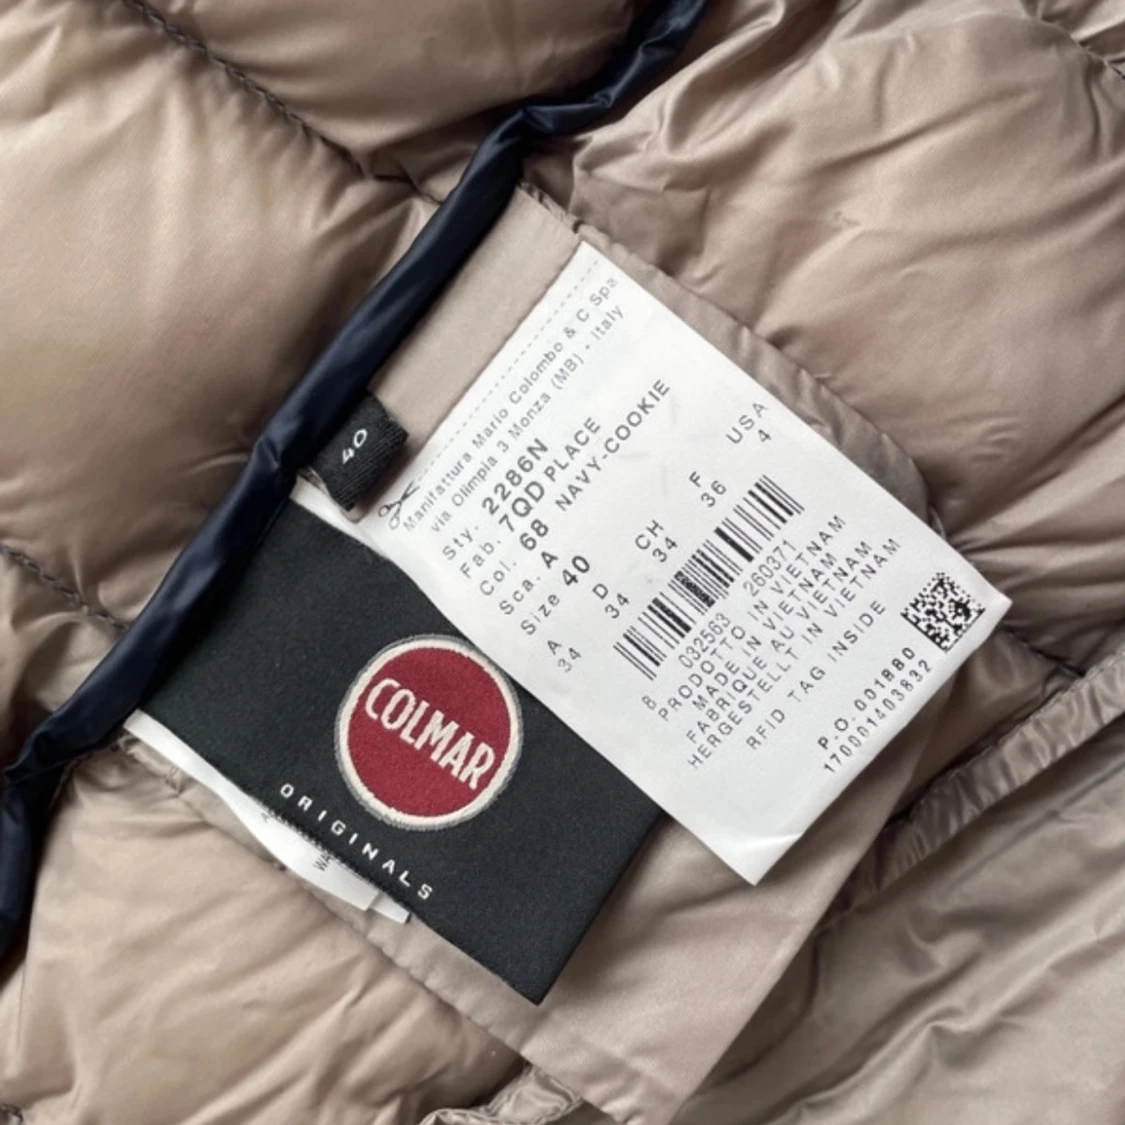 Manifattura Mario Colombo & C Spa
via Olimpia 3 Monza (MB) - Italy
Sty. 2286N
Fab. 7QD PLACE
Col. 68 NAVY-COOKIE
Sca. A
Size 40
A D CH F USA
34 34 34 36 4
8 032563 260371
PRODOTTO IN VIETNAM
MADE IN VIETNAM
FABRIQUE AU VIETNAM
HERGESTELLT IN VIETNAM
RFID TAG INSIDE
P.O. 001880
170001403832
40
COLMAR
ORIGINALS